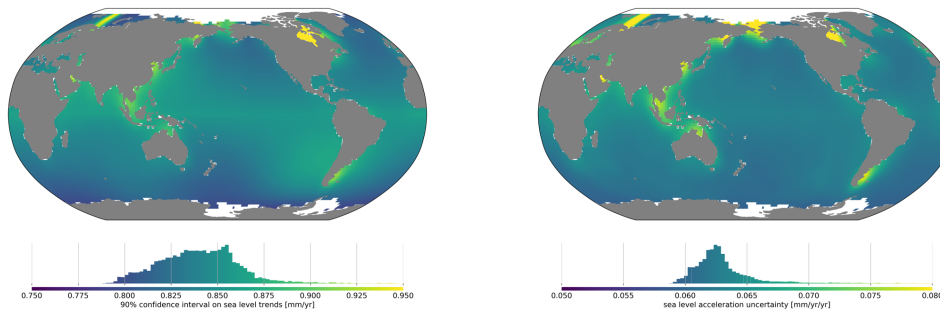 0.750 0.775 0.800 0.825 0.850 0.875 0.900 0.925 0.950
90% confidence interval on sea level trends [mm/yr]
0.050 0.055 0.060 0.065 0.070 0.075 0.080
sea level acceleration uncertainty [mm/yr/yr]